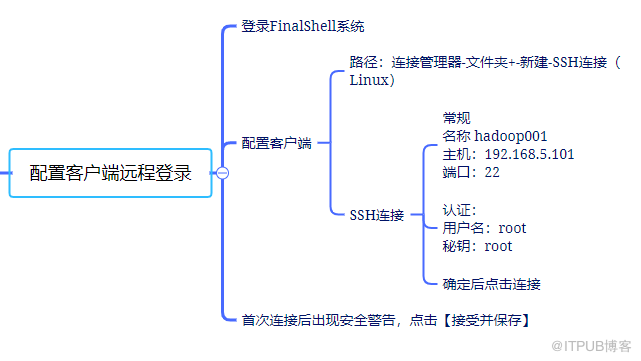 配置客户端远程登录
登录FinalShell系统
配置客户端
路径：连接管理器-文件夹+-新建-SSH连接（
Linux）
SSH连接
常规
名称 hadoop001
主机：192.168.5.101
端口：22
认证：
用户名：root
秘钥：root
确定后点击连接
首次连接后出现安全警告，点击【接受并保存】
@ITPUB博客